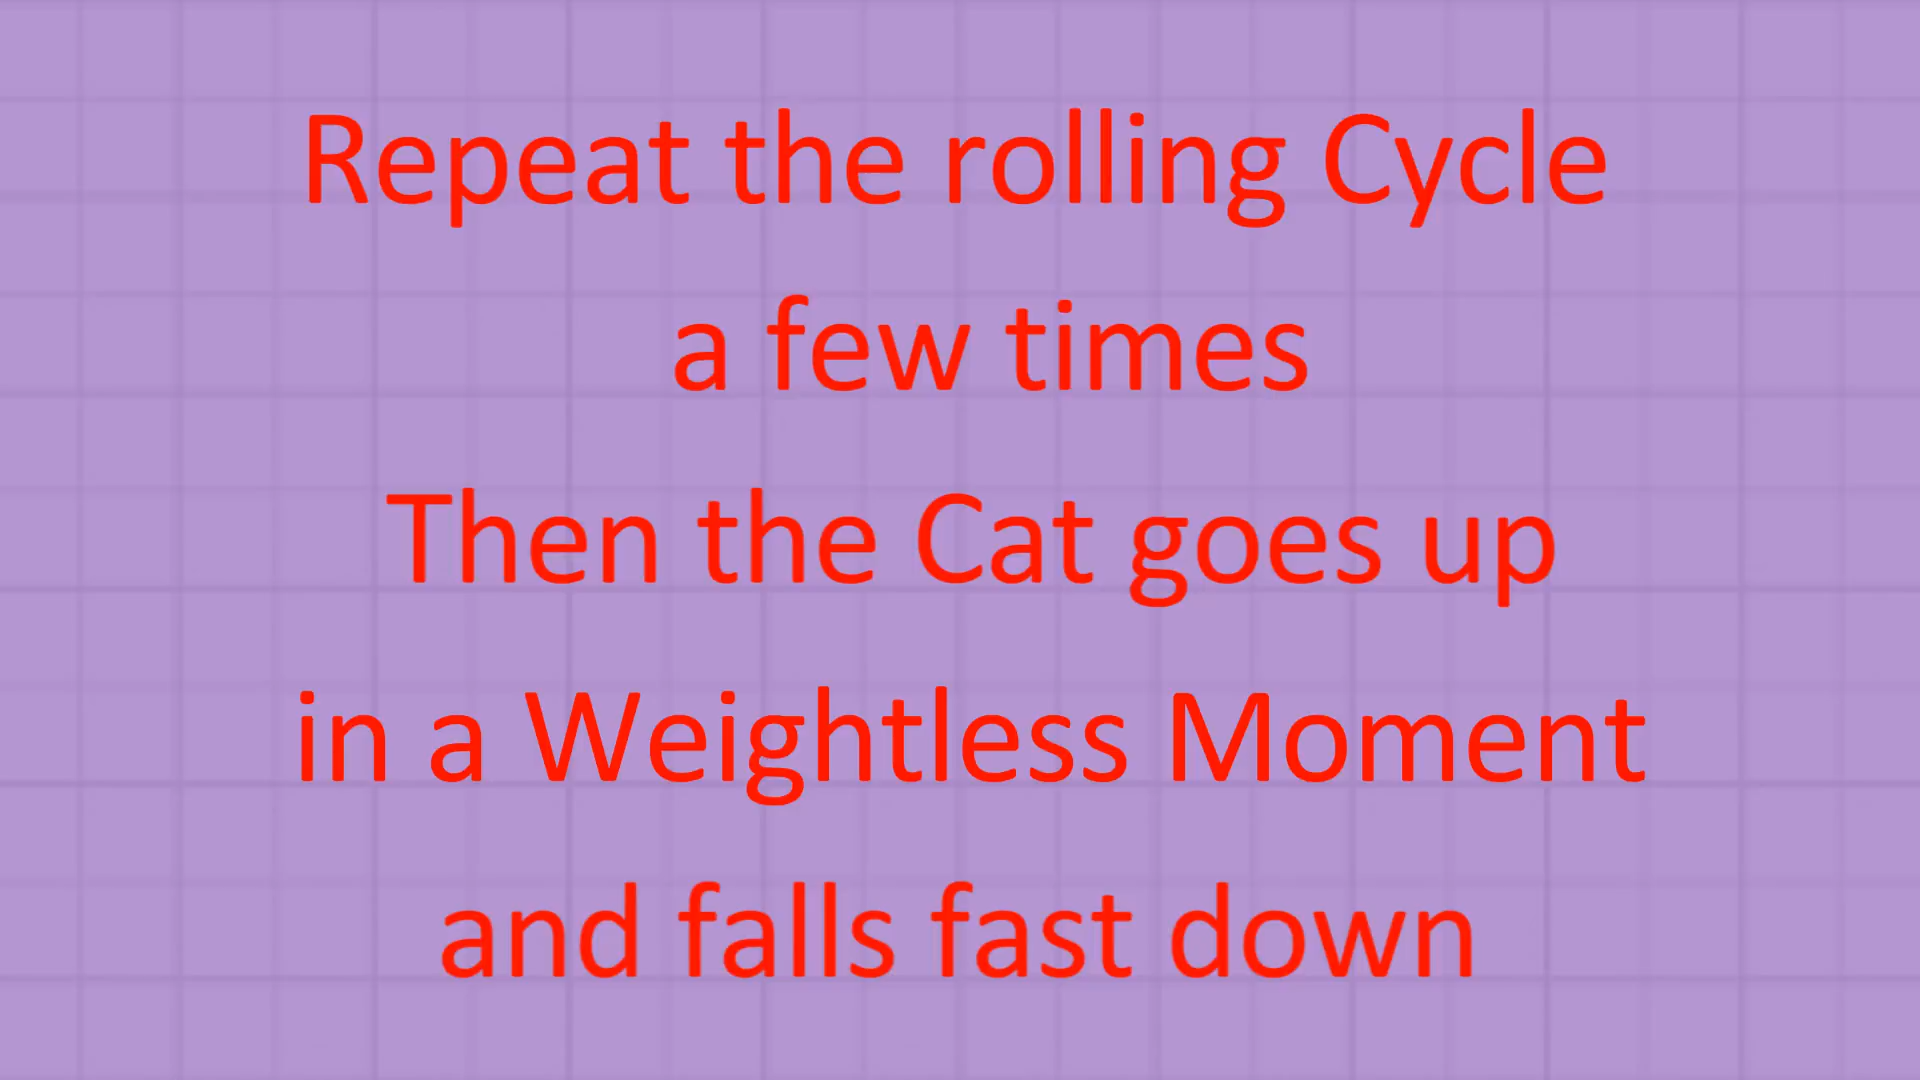 Repeat the rolling Cycle
a few times
Then the Cat goes up
in a Weightless Moment
and falls fast down